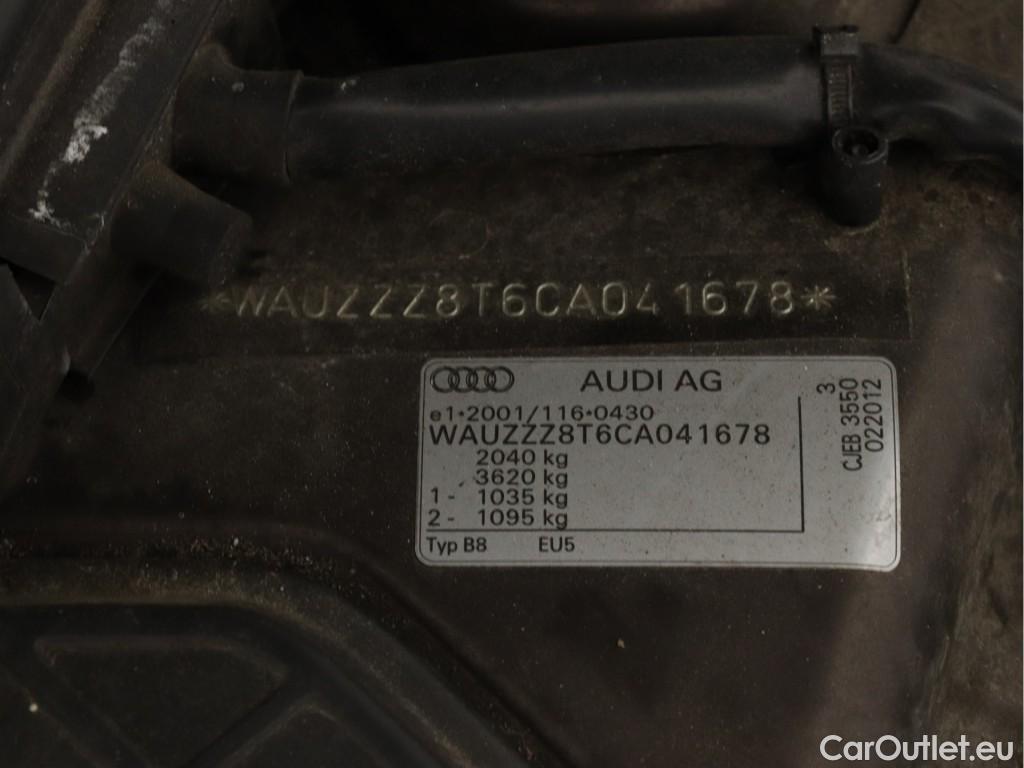 *WAUZZZ8T6CA041678*
AUDI AG
e1*2001/116*0430
WAUZZZ8T6CA041678
2040 kg
3620 kg
1 - 1035 kg
2 - 1095 kg
Typ B8 EU5
3
CJEB 3550
022012
CarOutlet.eu